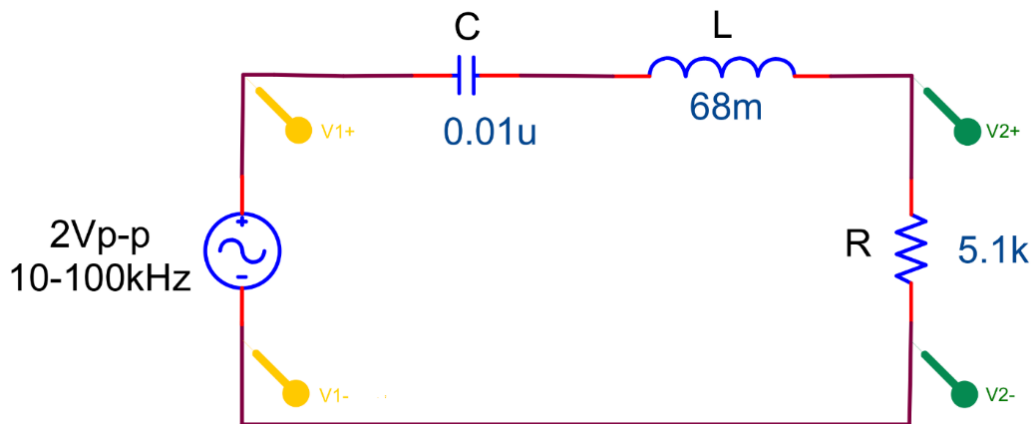 C
L
V1+
0.01u
68m
V2+
+
2Vp-p
10-100kHz
-
R
5.1k
V1-
V2-